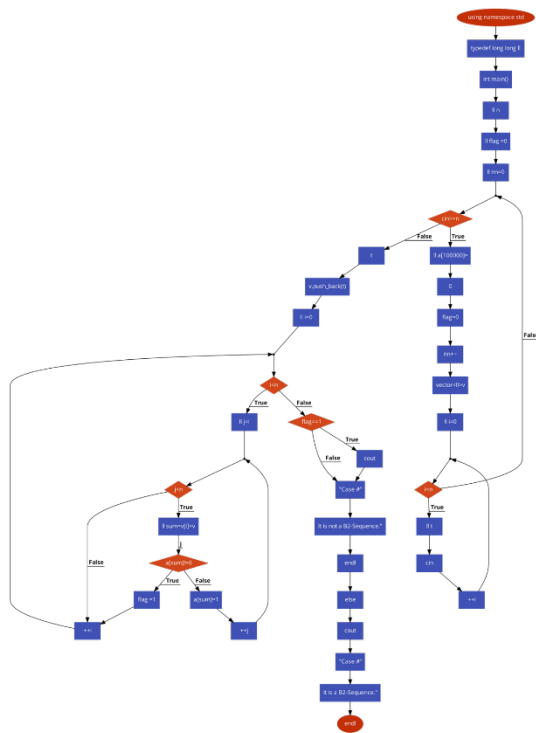 using namespace std
typedef long long ll
int main()
ll n
ll flag =0
ll nn=0
cin>>n
False
True
t
ll a[100000]=
v.push_back(t)
0
ll i=0
flag=0
False
nn++
i<n
vector<ll>v
True
False
ll j=i
flag==1
ll i=0
True
False
cout
j<n
"Case #"
i<n
True
True
ll sum=v[i]+v
It is not a B2-Sequence."
ll t
j
False
a[sum]!=0
endl
cin
True
False
flag =1
a[sum]=1
else
++i
++i
++j
cout
"Case #"
It is a B2-Sequence."
endl